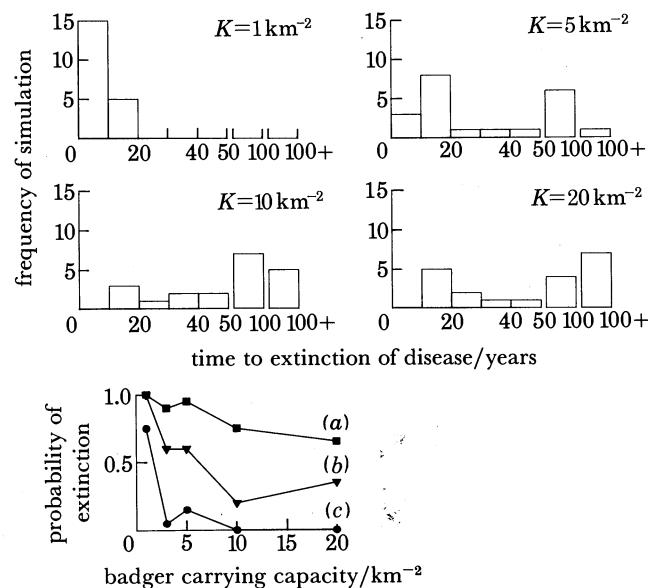 frequency of simulation
15
10
5
K=1 km⁻²
0 20 40 50 100 100+
15
10
5
K=5 km⁻²
0 20 40 50 100 100+
15
10
5
K=10 km⁻²
0 20 40 50 100 100+
15
10
5
K=20 km⁻²
0 20 40 50 100 100+
time to extinction of disease/years
probability of
extinction
1.0
0.5
(a)
(b)
(c)
0 5 10 15 20
badger carrying capacity/km⁻²